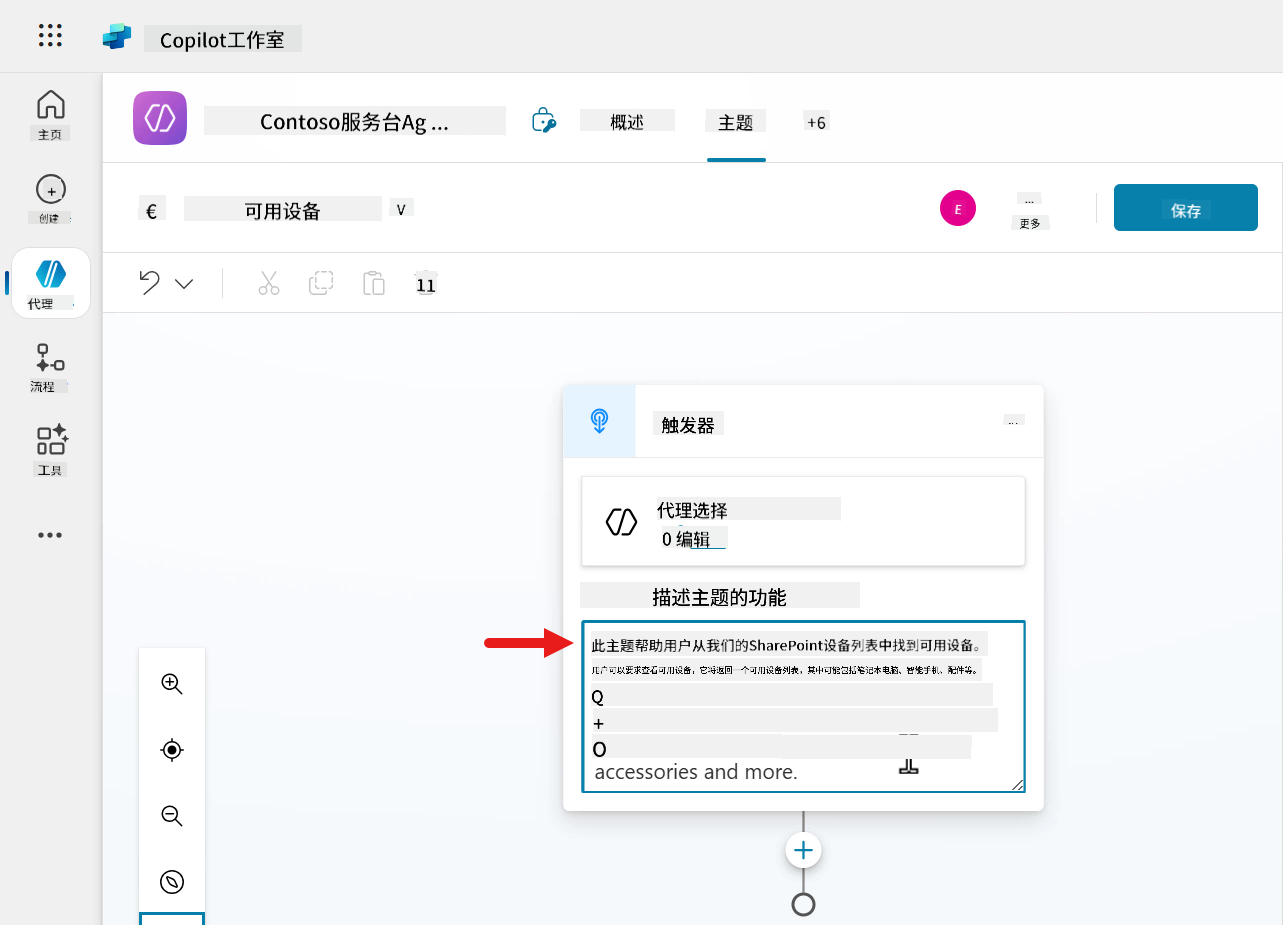 Copilot工作室
主页
创建
代理
流程
工具
Contoso服务台Ag ...
概述
主题
+6
€
可用设备
V
E
...
更多
保存
11
触发器
...
代理选择
0 编辑
描述主题的功能
此主题帮助用户从我们的SharePoint设备列表中找到可用设备。
用户可以要求查看可用设备，它将返回一个可用设备列表，其中可能包括笔记本电脑、智能手机、配件等。
Q
+
O
accessories and more.